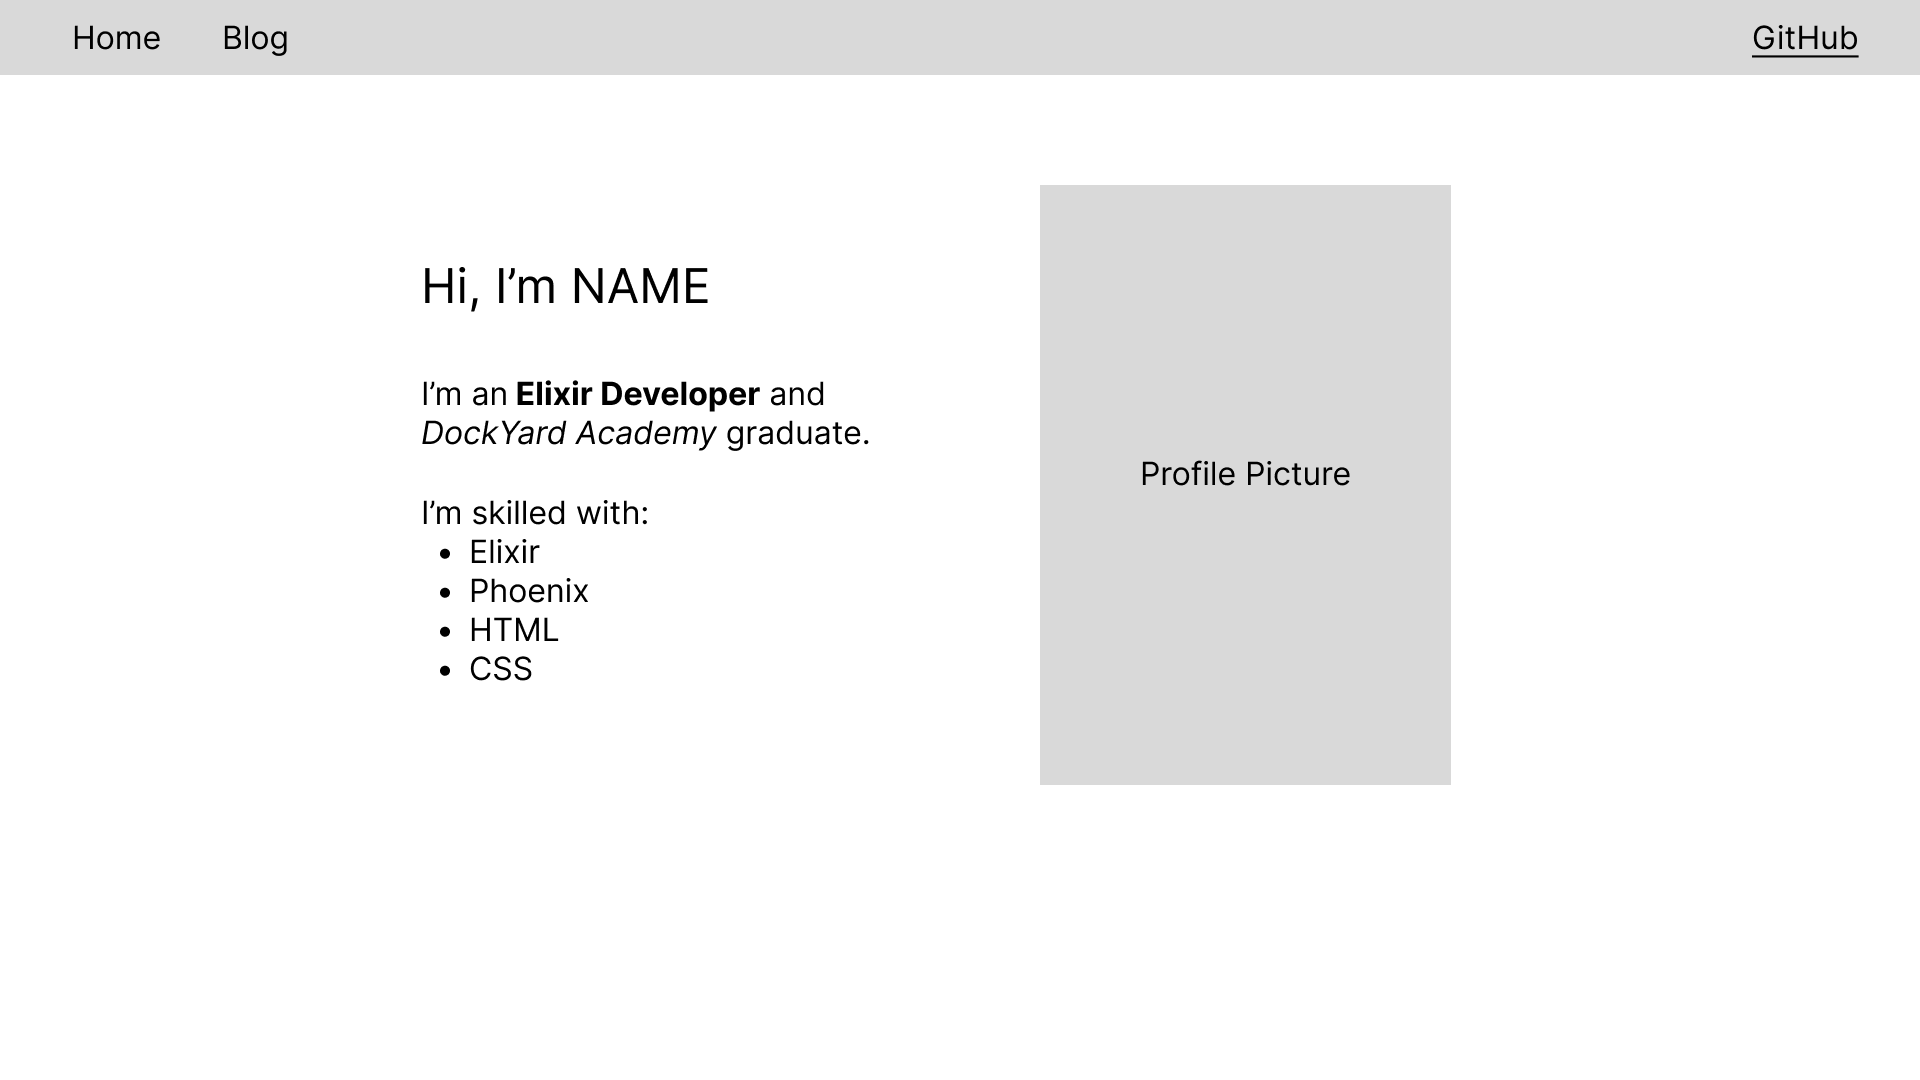 Home Blog GitHub
Hi, I’m NAME
I’m an Elixir Developer and
DockYard Academy graduate.
I’m skilled with:
• Elixir
• Phoenix
• HTML
• CSS
Profile Picture